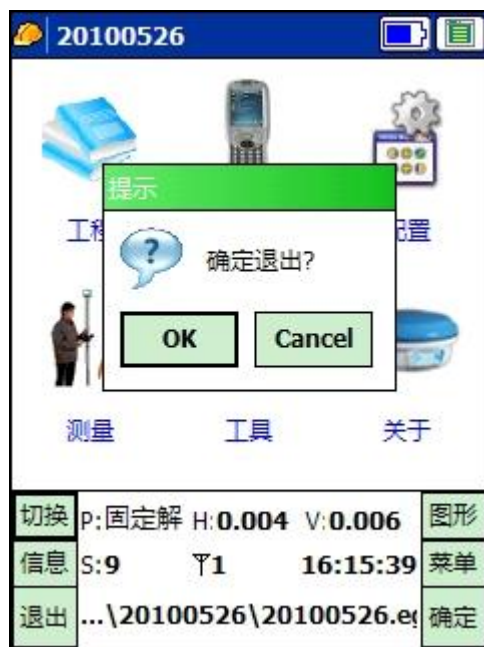 20100526
提示
工程
配置
确定退出?
OK
Cancel
测量
工具
关于
切换
P:固定解 H:0.004 V:0.006
图形
信息
S:9 1 16:15:39
菜单
退出
...\20100526\20100526.eg
确定